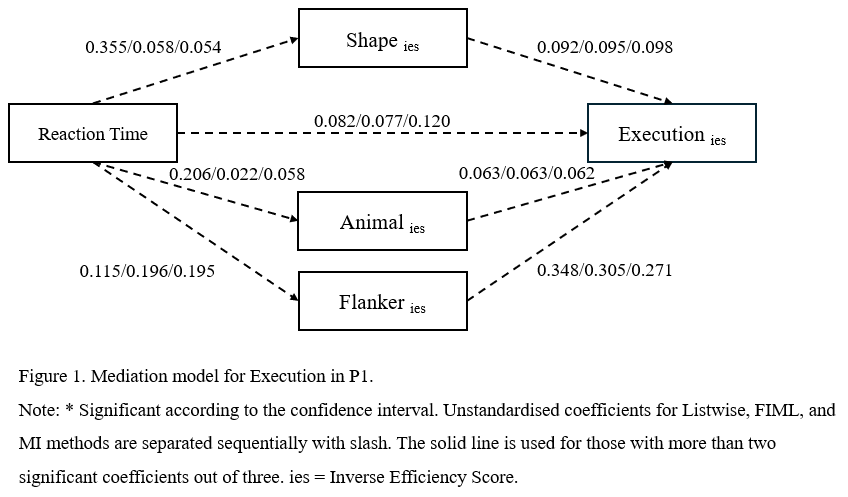 Shape ies
0.355/0.058/0.054
0.092/0.095/0.098
Reaction Time
0.082/0.077/0.120
Execution ies
0.206/0.022/0.058
0.063/0.063/0.062
Animal ies
0.115/0.196/0.195
0.348/0.305/0.271
Flanker ies
Figure 1. Mediation model for Execution in P1.
Note: * Significant according to the confidence interval. Unstandardised coefficients for Listwise, FIML, and
MI methods are separated sequentially with slash. The solid line is used for those with more than two
significant coefficients out of three. ies = Inverse Efficiency Score.